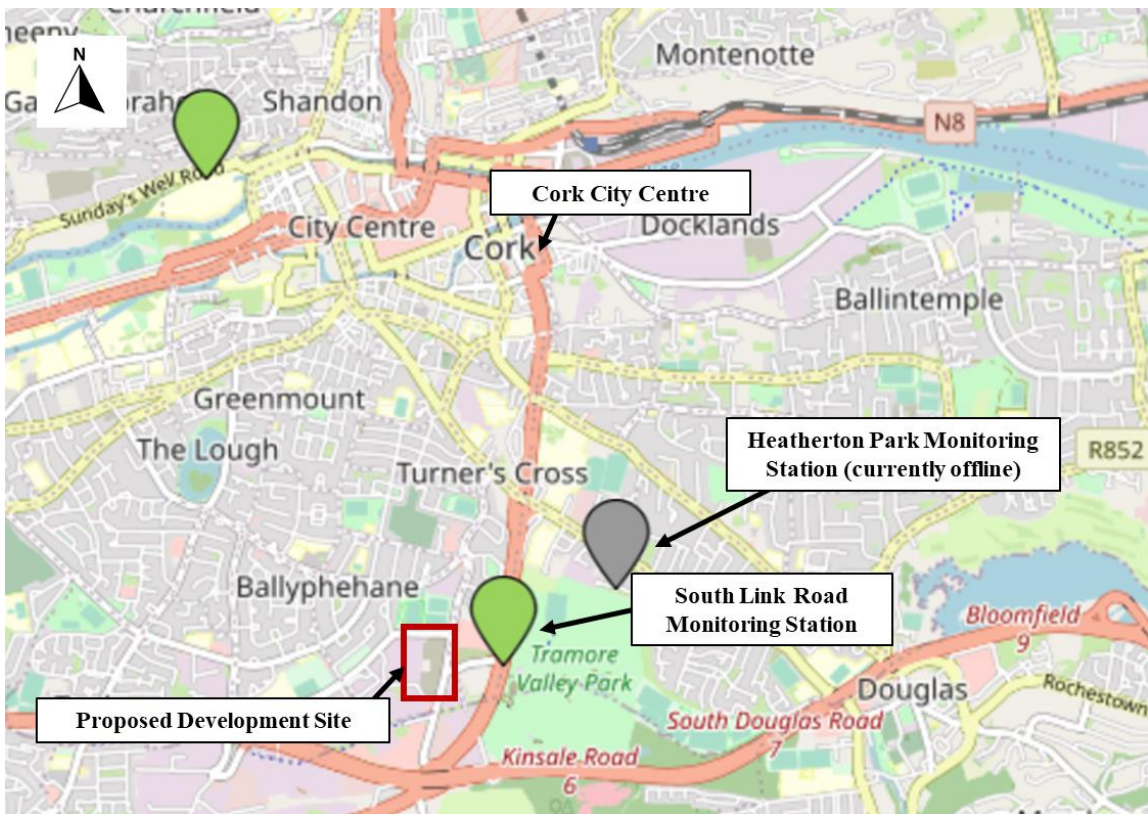 Churchfield
Montenotte
N
Shandon
N8
Sunday's Well Road
Cork City Centre
City Centre
Docklands
Cork
Ballintemple
Greenmount
Heatherton Park Monitoring
Station (currently offline)
The Lough
R852
Turner's Cross
Ballyphehane
South Link Road
Monitoring Station
Bloomfield
9
Tramore
Valley Park
Douglas
Rochestown
Proposed Development Site
South Douglas Road
7
Kinsale Road
6